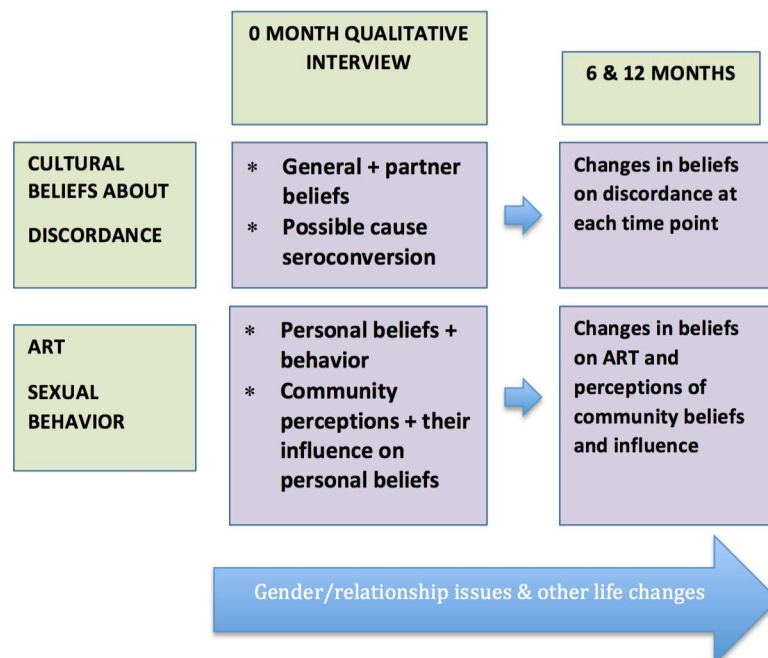 0 MONTH QUALITATIVE
INTERVIEW
6 & 12 MONTHS
CULTURAL
BELIEFS ABOUT
DISCORDANCE
* General + partner
beliefs
* Possible cause
seroconversion
Changes in beliefs
on discordance at
each time point
ART
SEXUAL
BEHAVIOR
* Personal beliefs +
behavior
* Community
perceptions + their
influence on
personal beliefs
Changes in beliefs
on ART and
perceptions of
community beliefs
and influence
Gender/relationship issues & other life changes